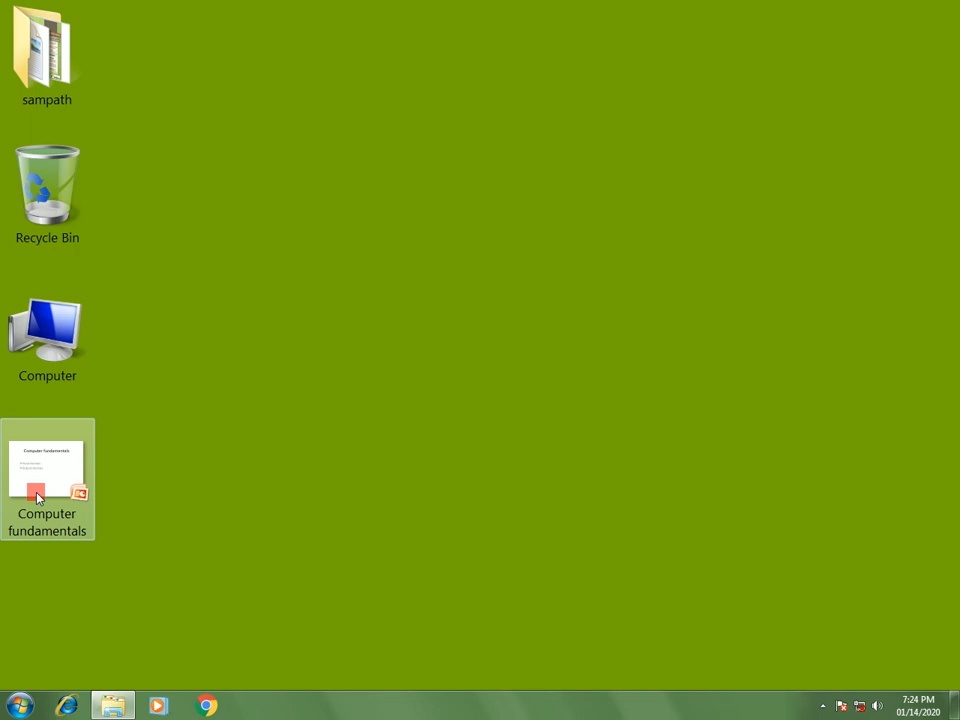 sampath
Recycle Bin
Computer
Computer fundamentals
Computer
fundamentals
7:24 PM
01/14/2020